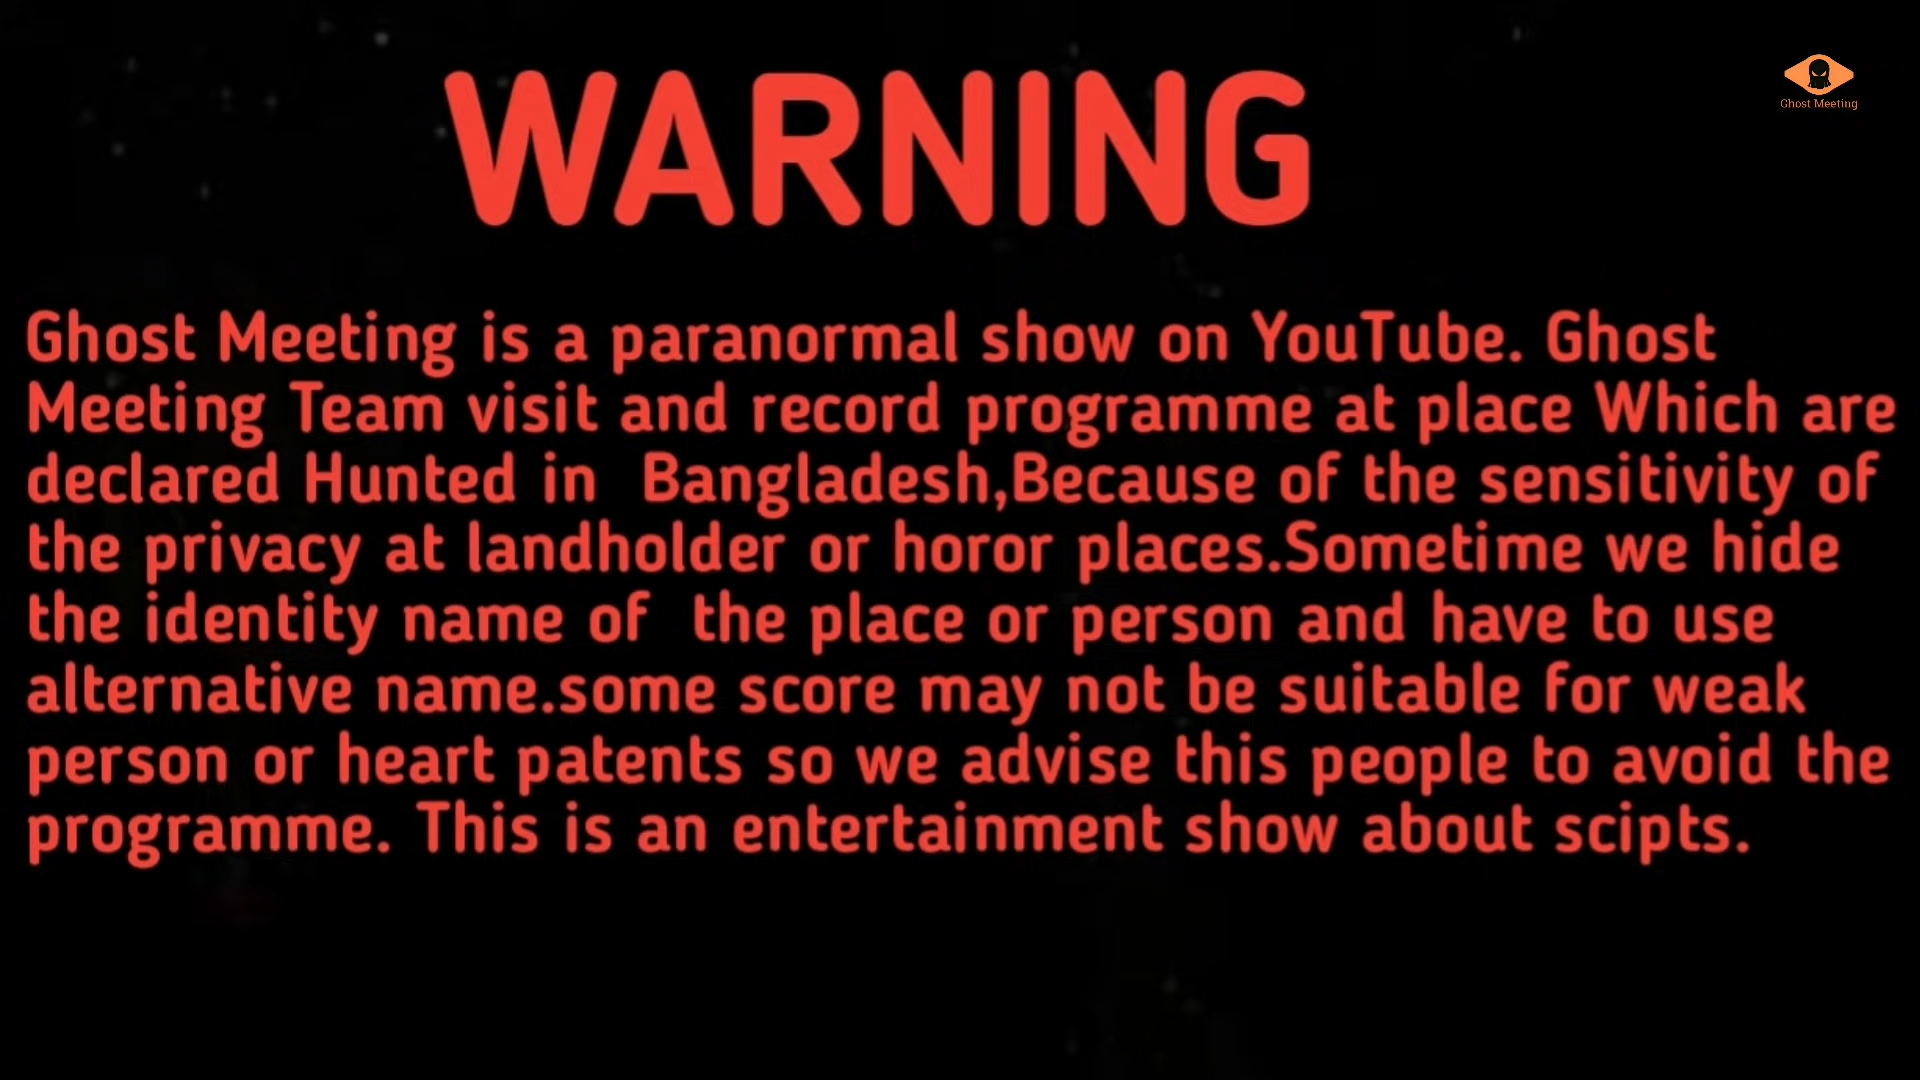 WARNING
Ghost Meeting
Ghost Meeting is a paranormal show on YouTube. Ghost
Meeting Team visit and record programme at place Which are
declared Hunted in  Bangladesh,Because of the sensitivity of
the privacy at landholder or horor places.Sometime we hide
the identity name of  the place or person and have to use
alternative name.some score may not be suitable for weak
person or heart patents so we advise this people to avoid the
programme. This is an entertainment show about scipts.